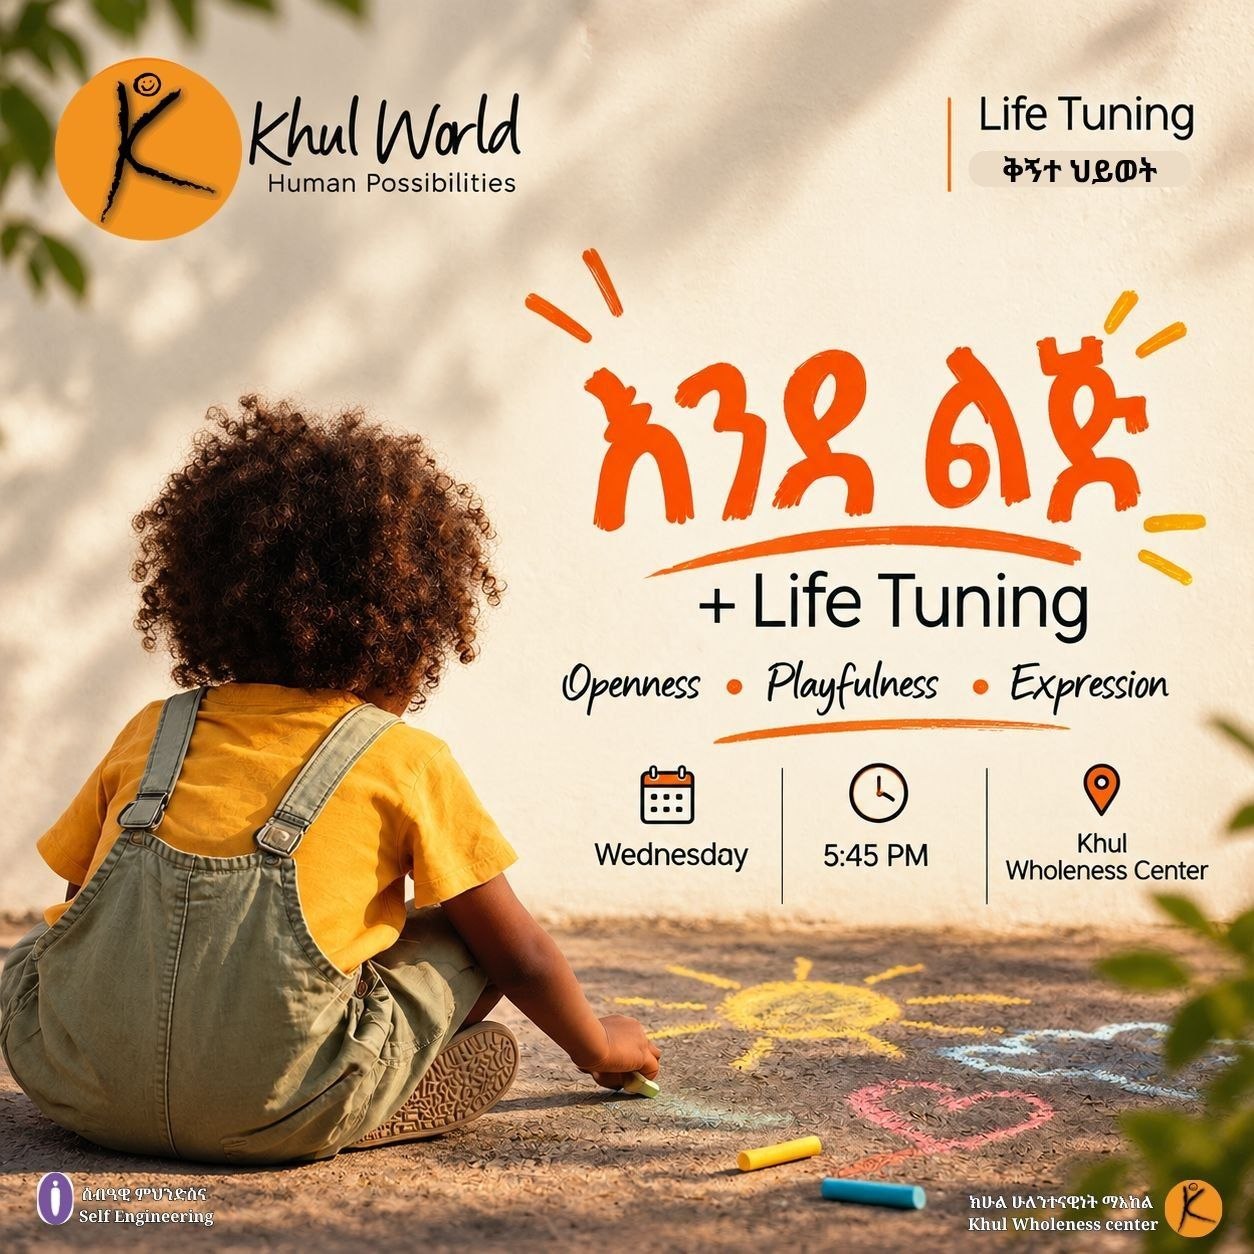 Khul World
Human Possibilities
Life Tuning
ቅኝተ ህይወት
እንደ ልጅ
+ Life Tuning
Openness • Playfulness • Expression
Wednesday
5:45 PM
Khul
Wholeness Center
ሰብዓዊ ምህንድስና
Self Engineering
ክሁል ሁለንተናዊነት ማእከል
Khul Wholeness center